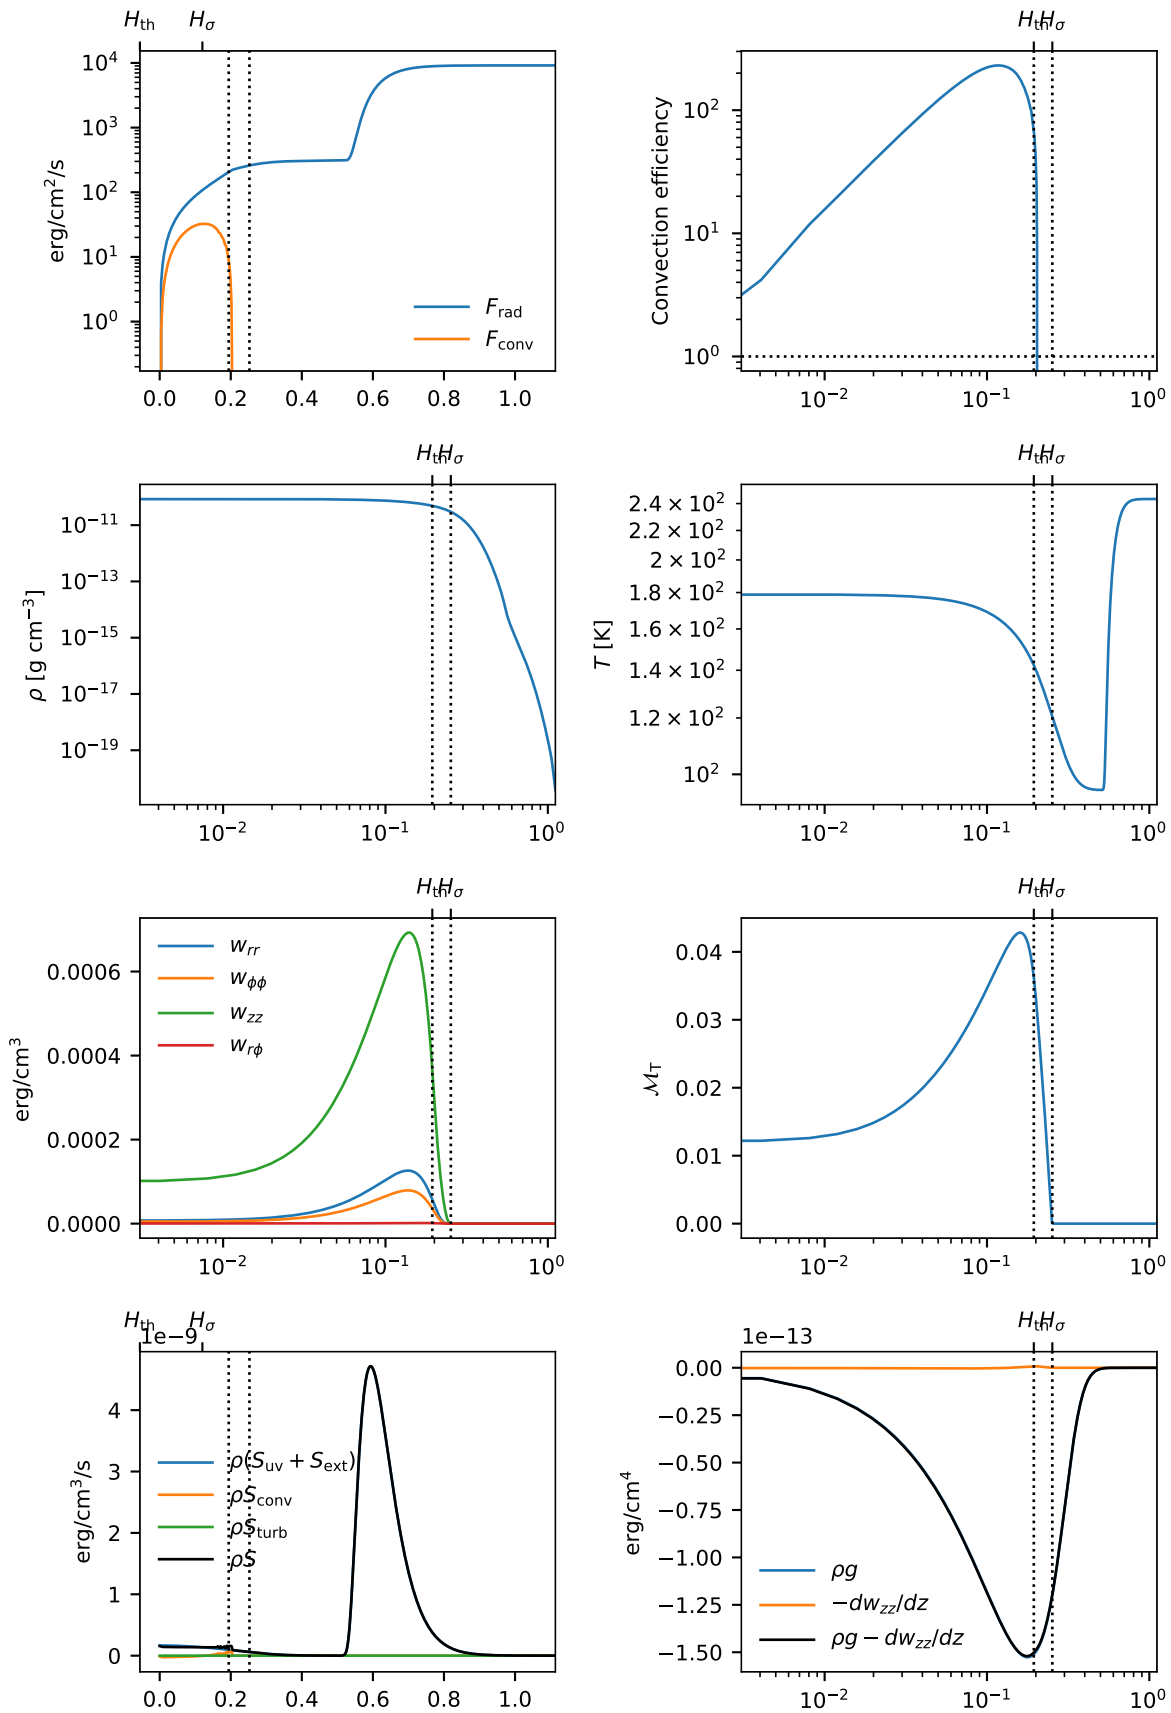 H_th H_σ
10^4
10^3
10^2
10^1
10^0
erg/cm^2/s
F_rad
F_conv
0.0 0.2 0.4 0.6 0.8 1.0
H_th H_σ
10^2
10^1
10^0
Convection efficiency
10^−2 10^−1 10^0
H_th H_σ
10^−11
10^−13
10^−15
10^−17
10^−19
ρ [g cm^−3]
10^−2 10^−1 10^0
H_th H_σ
2.4 × 10^2
2.2 × 10^2
2 × 10^2
1.8 × 10^2
1.6 × 10^2
1.4 × 10^2
1.2 × 10^2
10^2
T [K]
10^−2 10^−1 10^0
H_th H_σ
0.0006
0.0004
0.0002
0.0000
erg/cm^3
w_rr
w_ϕϕ
w_zz
w_rϕ
10^−2 10^−1 10^0
H_th H_σ
0.04
0.03
0.02
0.01
0.00
ℳ_T
10^−2 10^−1 10^0
H_th H_σ
1e−9
4
3
2
1
0
erg/cm^3/s
ρ(S_uv + S_ext)
ρS_conv
ρS_turb
ρS
0.0 0.2 0.4 0.6 0.8 1.0
H_th H_σ
1e−13
0.00
−0.25
−0.50
−0.75
−1.00
−1.25
−1.50
erg/cm^4
ρg
−dw_zz/dz
ρg − dw_zz/dz
10^−2 10^−1 10^0